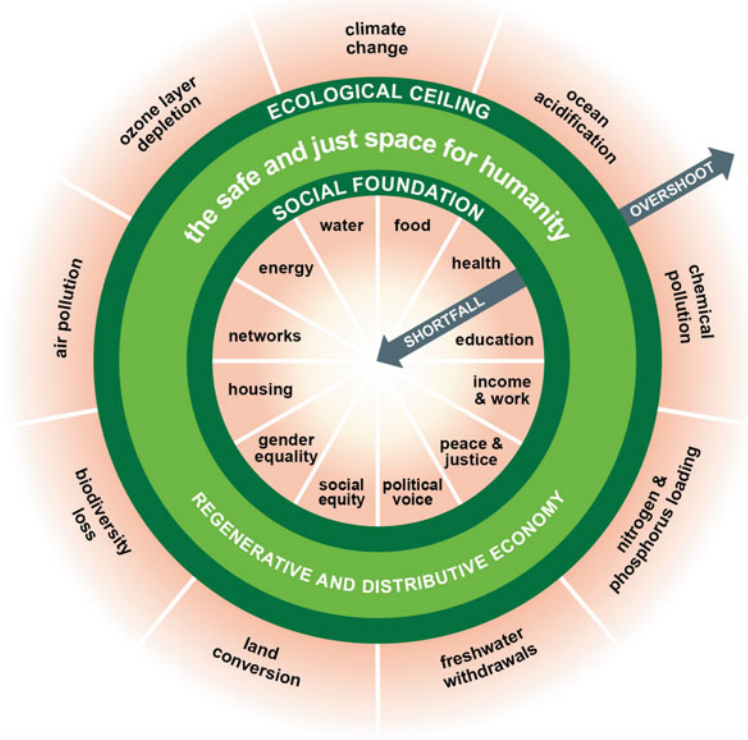 climate
change
ozone layer
depletion
ocean
acidification
ECOLOGICAL CEILING
the safe and just space for humanity
OVERSHOOT
SOCIAL FOUNDATION
water
food
energy
health
SHORTFALL
air pollution
chemical
pollution
networks
education
housing
income
& work
gender
equality
peace &
justice
social
equity
political
voice
biodiversity
loss
nitrogen &
phosphorus loading
REGENERATIVE AND DISTRIBUTIVE ECONOMY
land
conversion
freshwater
withdrawals